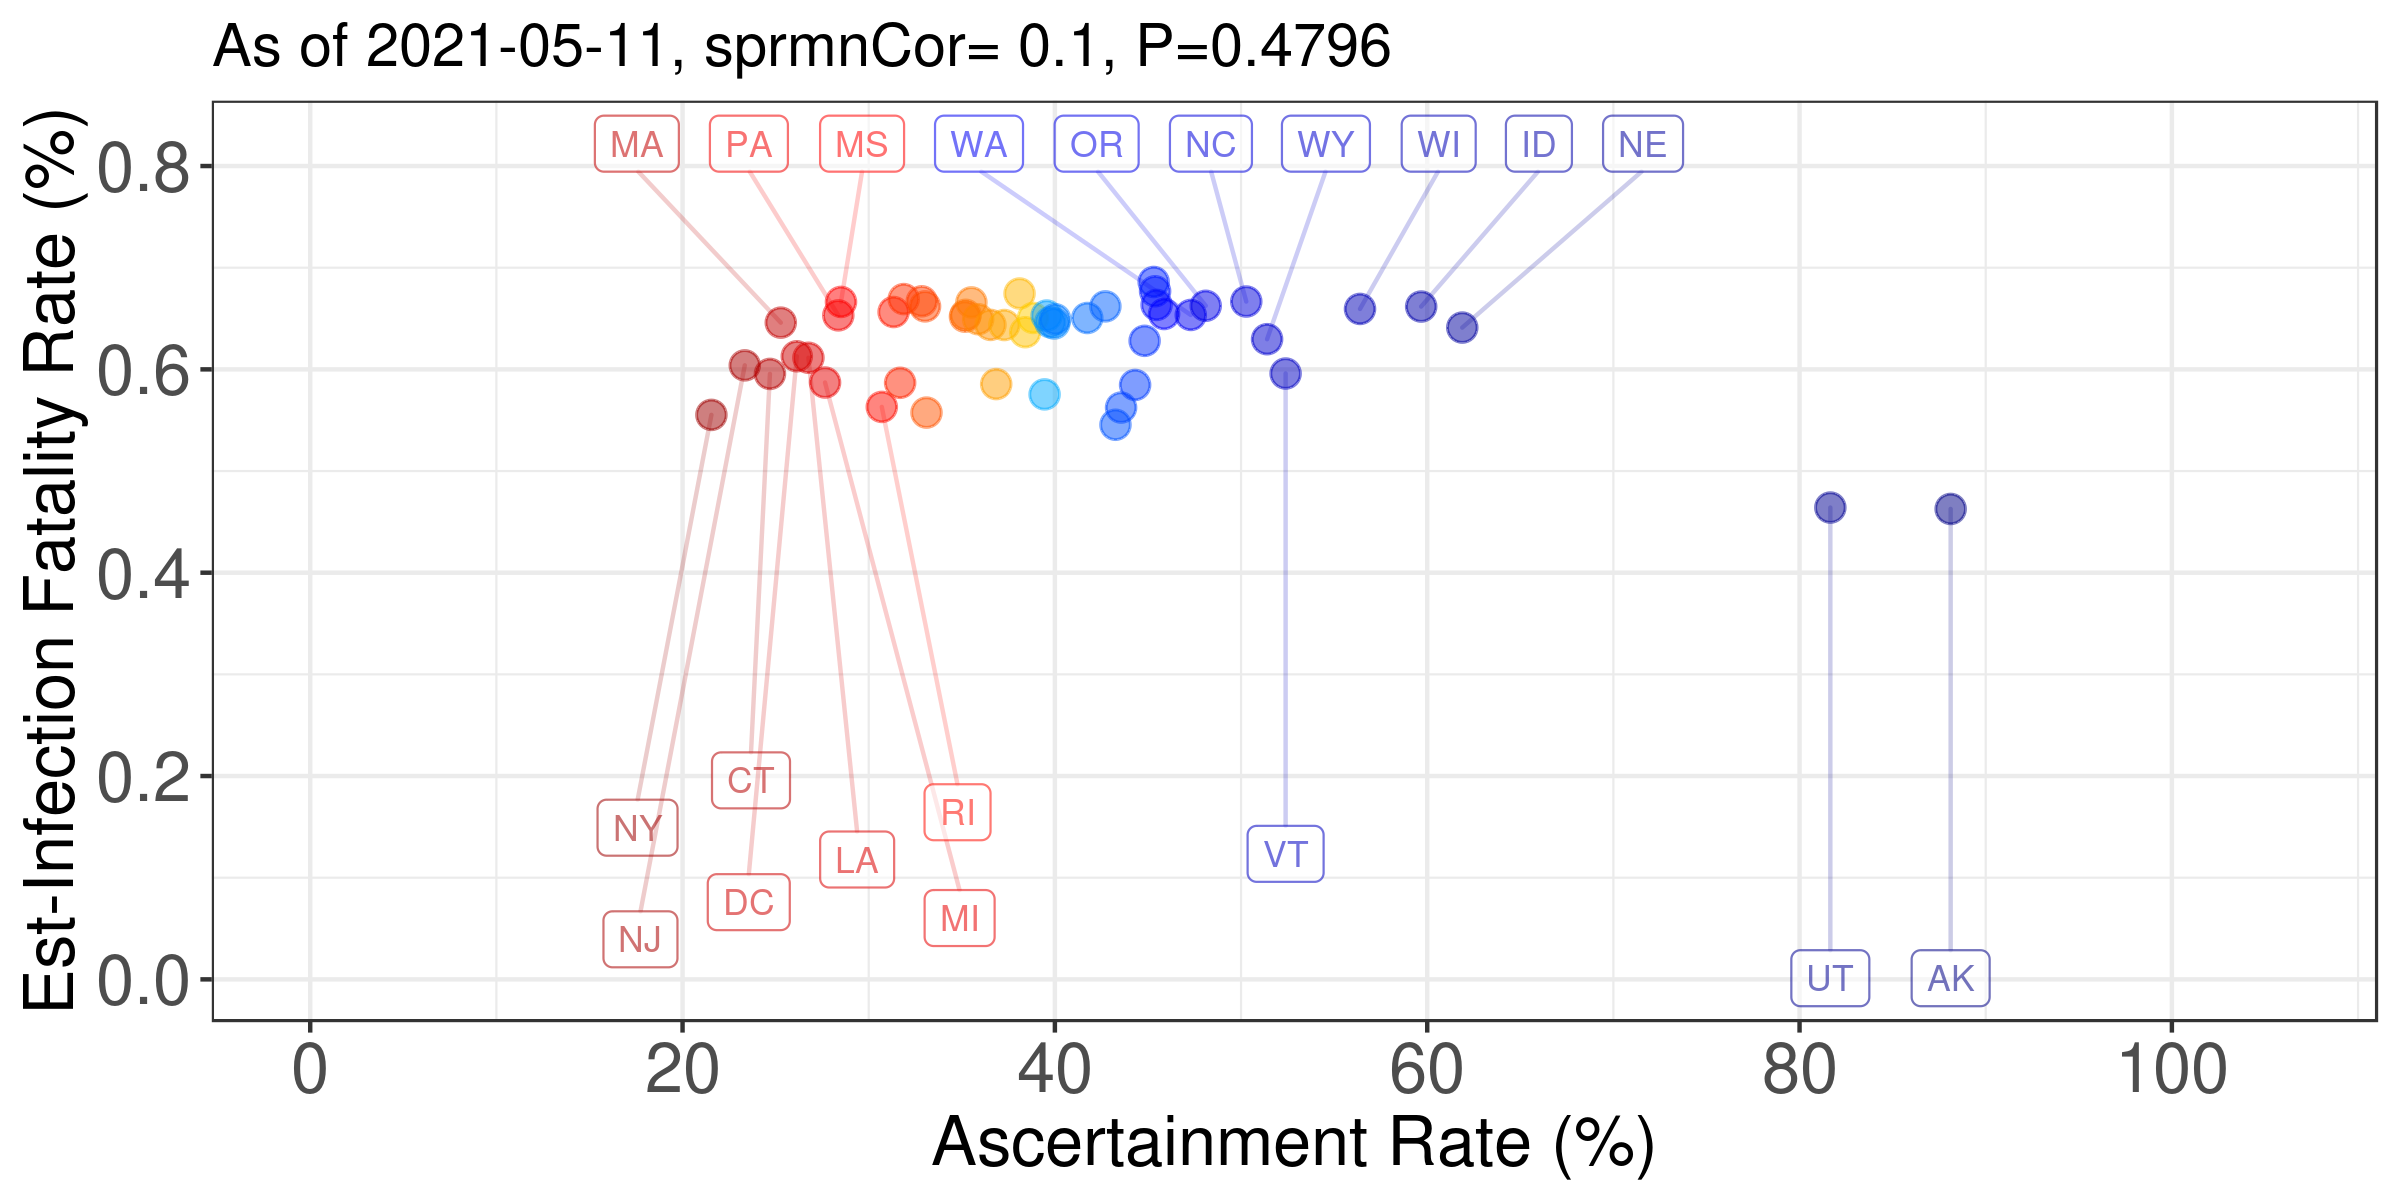 As of 2021-05-11, sprmnCor= 0.1, P=0.4796
Est-Infection Fatality Rate (%)
0.8
0.6
0.4
0.2
0.0
MA
PA
MS
WA
OR
NC
WY
WI
ID
NE
CT
NY
RI
LA
VT
DC
MI
NJ
UT
AK
0
20
40
60
80
100
Ascertainment Rate (%)